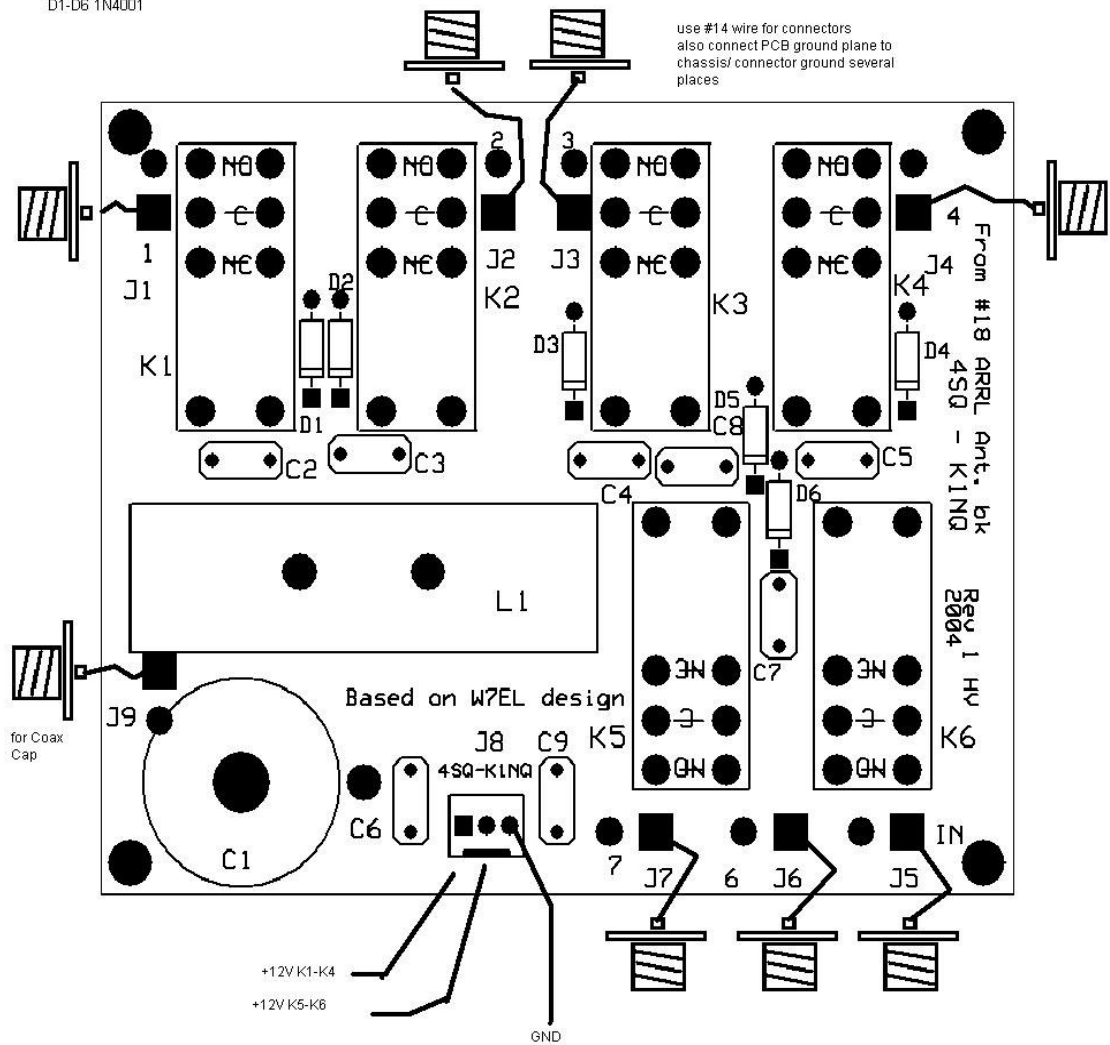 D1-D6 1N4001
use #14 wire for connectors
also connect PCB ground plane to
chassis/ connector ground several
places
2
3
NO
NO
NO
NO
C
C
C
C
NC
NC
NC
NC
1
J1
J2
J3
4
J4
K1
K2
K3
K4
D1
D2
D3
D4
D5
C8
D6
C2
C3
C4
C5
From #18 ARRL Ant. bk
4SQ - K1NQ
Rev 1 HV
2004
L1
C7
J9
for Coax
Cap
Based on W7EL design
NC
NC
C
C
NO
NO
K5
K6
J8
C9
4SQ-K1NQ
C6
C1
7
J7
6
J6
J5
IN
+12V K1-K4
+12V K5-K6
GND